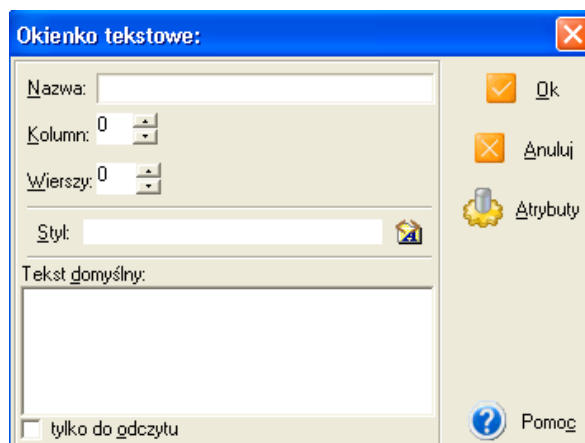 Okienko tekstowe:
Nazwa:
Kolumn: 0
Wierszy: 0
Styl:
Tekst domyślny:
tylko do odczytu
Ok
Anuluj
Atrybuty
Pomoc